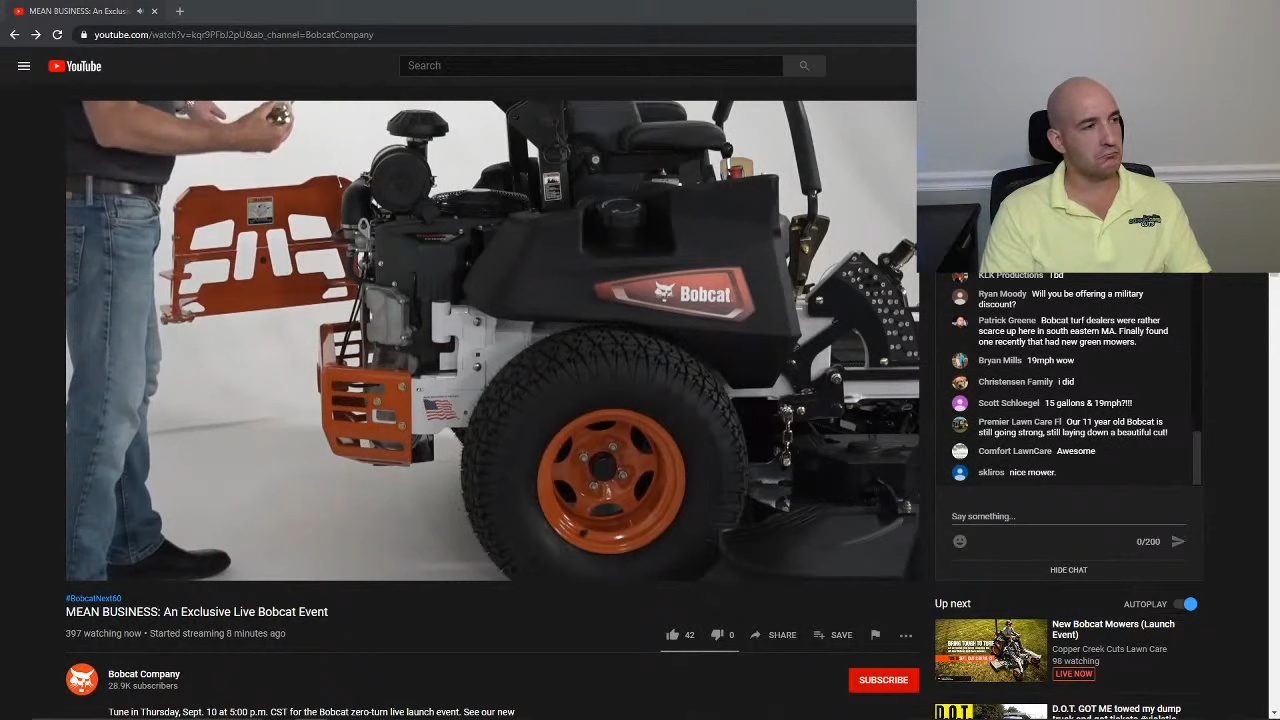 MEAN BUSINESS: An Exclusi
youtube.com/watch?v=kqr9PFbJ2pU&ab_channel=BobcatCompany
YouTube
Search
Bobcat
KLK Productions Tbd
Ryan Moody Will you be offering a military
discount?
Patrick Greene Bobcat turf dealers were rather
scarce up here in south eastern MA. Finally found
one recently that had new green mowers.
Bryan Mills 19mph wow
Christensen Family i did
Scott Schloegel 15 gallons & 19mph?!!!
Premier Lawn Care Fl Our 11 year old Bobcat is
still going strong, still laying down a beautiful cut!
Comfort LawnCare Awesome
skliros nice mower.
Say something...
0/200
HIDE CHAT
#BobcatNext60
MEAN BUSINESS: An Exclusive Live Bobcat Event
397 watching now • Started streaming 8 minutes ago
42
0
SHARE
SAVE
Bobcat Company
28.9K subscribers
SUBSCRIBE
Tune in Thursday, Sept. 10 at 5:00 p.m. CST for the Bobcat zero-turn live launch event. See our new
Up next
AUTOPLAY
New Bobcat Mowers (Launch
Event)
Copper Creek Cuts Lawn Care
98 watching
LIVE NOW
D.O.T.
D.O.T. GOT ME towed my dump